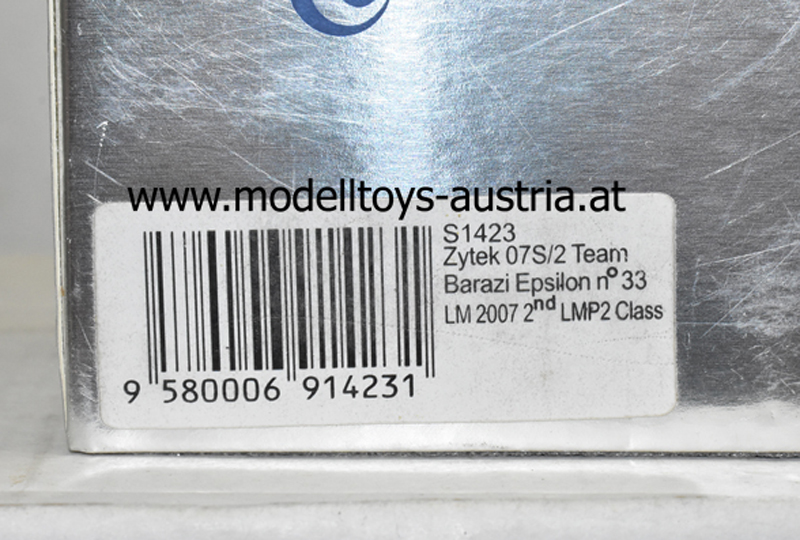 www.modelltoys-austria.at
S1423
Zytek 07S/2 Team
Barazi Epsilon nº 33
LM 2007 2nd LMP2 Class
9 580006 914231